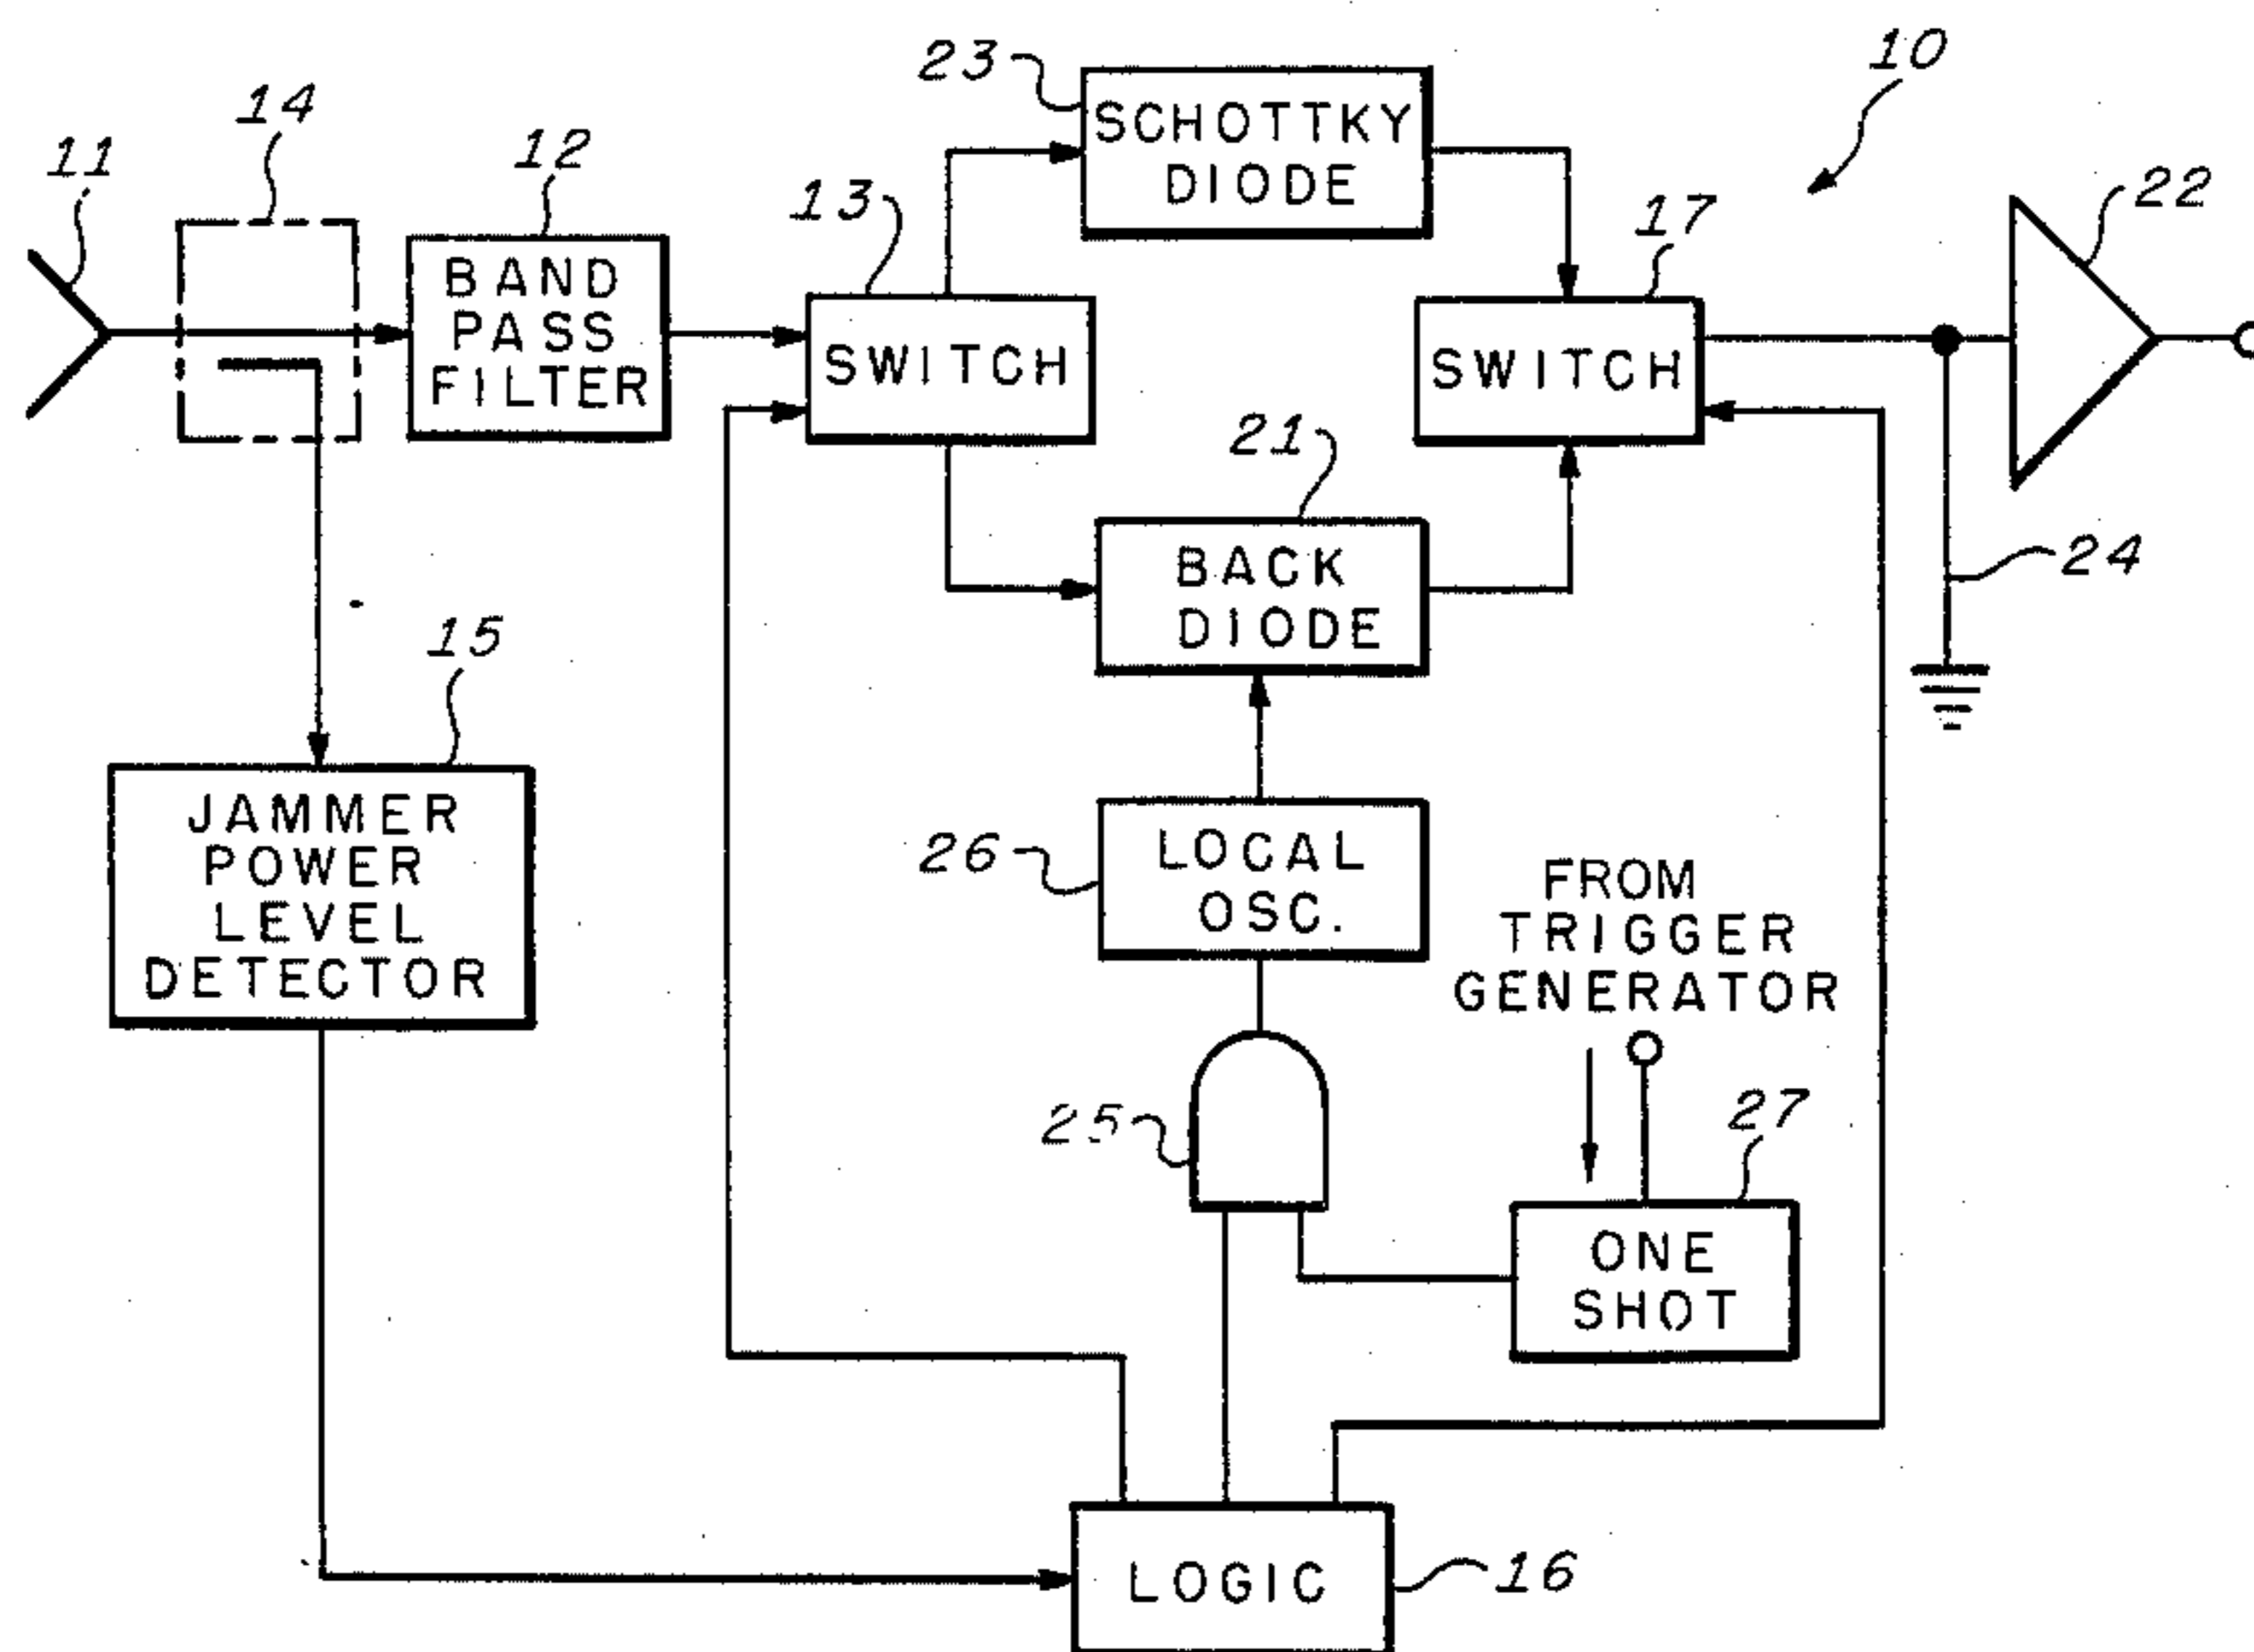 10
23
SCHOTTKY
DIODE
14
11
12
BAND
PASS
FILTER
13
SWITCH
17
SWITCH
22
21
BACK
DIODE
24
15
JAMMER
POWER
LEVEL
DETECTOR
26
LOCAL
OSC.
FROM
TRIGGER
GENERATOR
25
27
ONE
SHOT
LOGIC
16